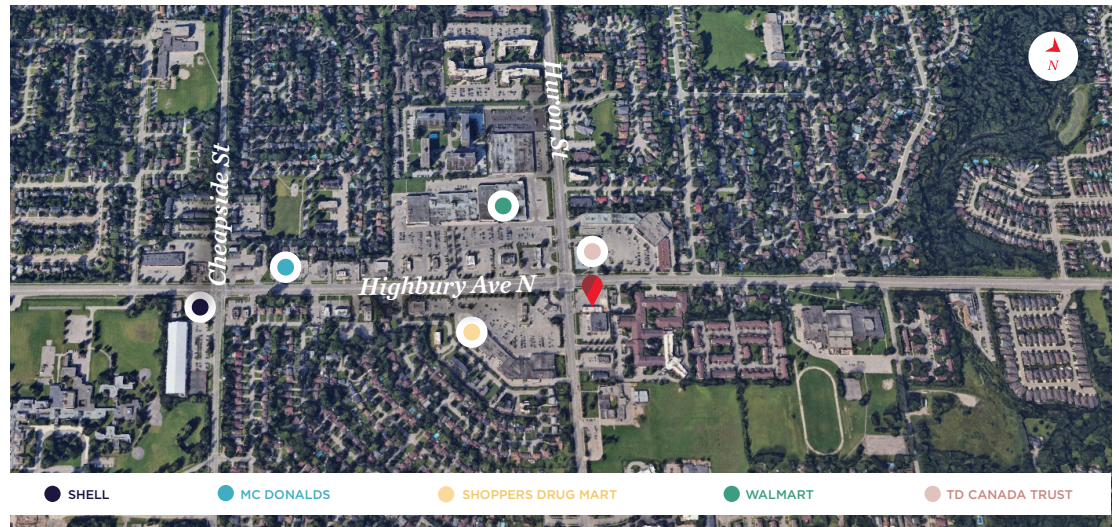 N
Huron St
Cheapside St
Highbury Ave N
SHELL
MC DONALDS
SHOPPERS DRUG MART
WALMART
TD CANADA TRUST